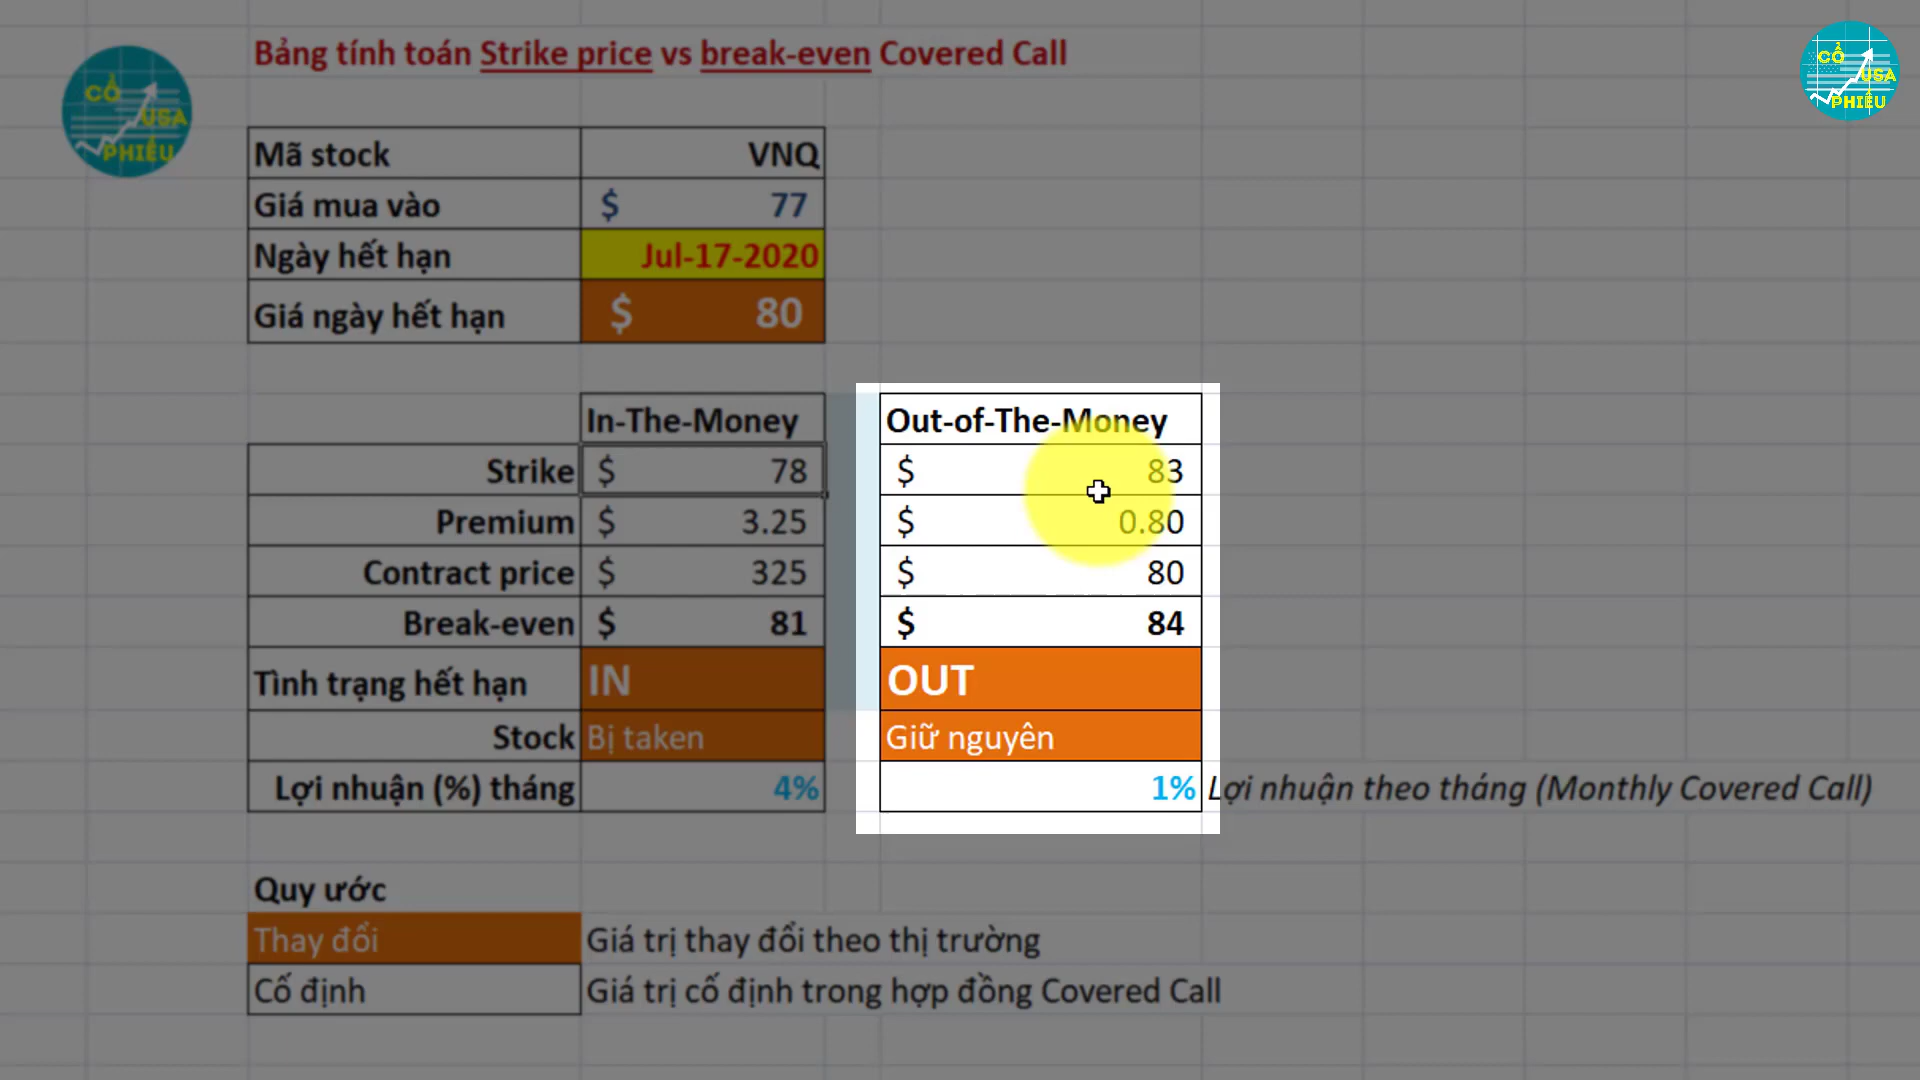 Bảng tính toán Strike price vs break-even Covered Call
CỔ
USA
PHIẾU
CỔ
USA
PHIẾU
Mã stock VNQ
Giá mua vào $ 77
Ngày hết hạn Jul-17-2020
Giá ngày hết hạn $ 80
In-The-Money Out-of-The-Money
Strike $ 78 $ 83
Premium $ 3.25 $ 0.80
Contract price $ 325 $ 80
Break-even $ 81 $ 84
Tình trạng hết hạn IN OUT
Stock Bị taken Giữ nguyên
Lợi nhuận (%) tháng 4% 1% Lợi nhuận theo tháng (Monthly Covered Call)
Quy ước
Thay đổi Giá trị thay đổi theo thị trường
Cố định Giá trị cố định trong hợp đồng Covered Call